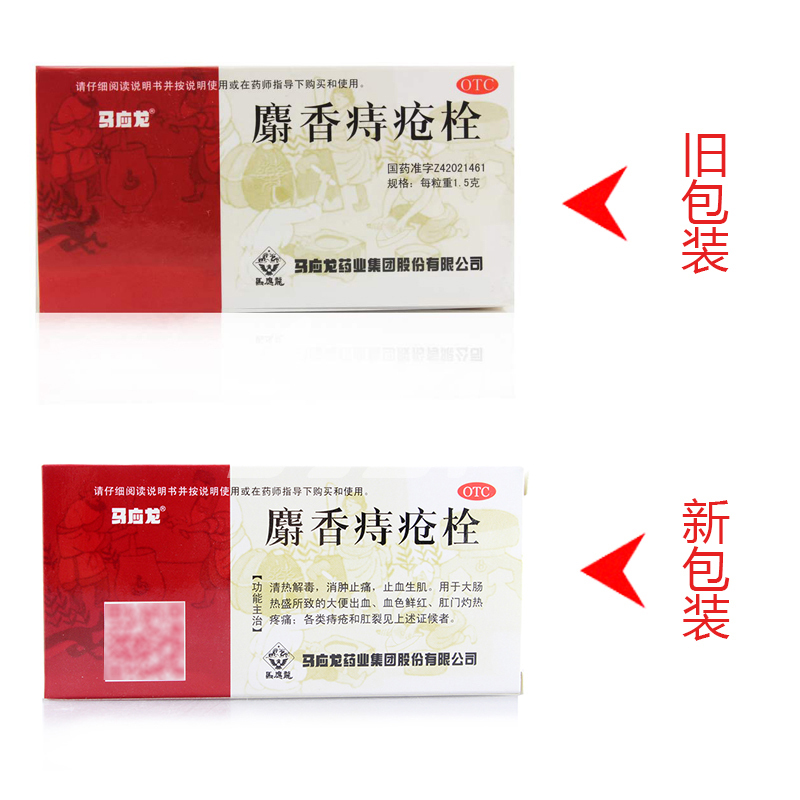 请仔细阅读说明书并按说明使用或在药师指导下购买和使用。
OTC
马应龙®
麝香痔疮栓
国药准字Z42021461
规格：每粒重1.5克
馬應龍
马应龙药业集团股份有限公司
旧包装
请仔细阅读说明书并按说明使用或在药师指导下购买和使用。
OTC
马应龙®
麝香痔疮栓
【功能主治】
清热解毒，消肿止痛，止血生肌。用于大肠
热盛所致的大便出血、血色鲜红、肛门灼热
疼痛；各类痔疮和肛裂见上述证候者。
馬應龍
马应龙药业集团股份有限公司
新包装